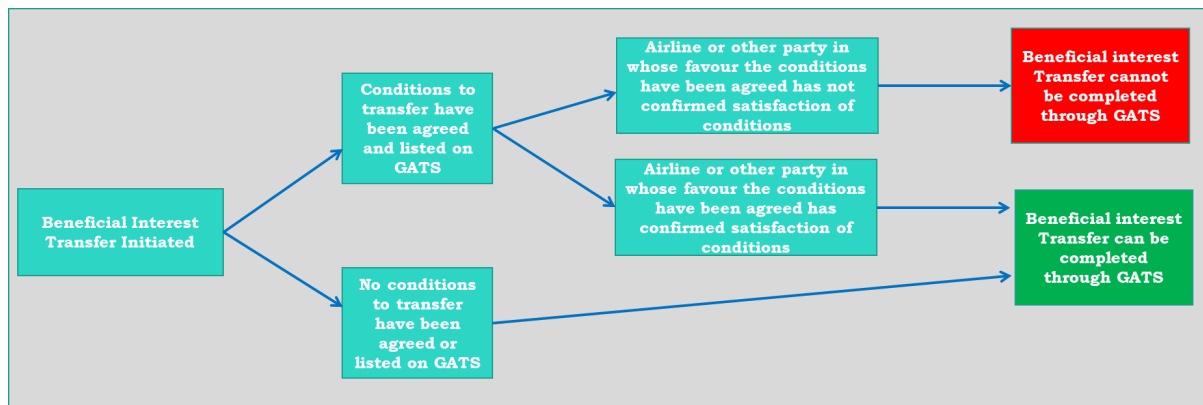 Beneficial Interest
Transfer Initiated
Conditions to
transfer have
been agreed
and listed on
GATS
No conditions
to transfer
have been
agreed or
listed on GATS
Airline or other party in
whose favour the conditions
have been agreed has not
confirmed satisfaction of
conditions
Airline or other party in
whose favour the conditions
have been agreed has
confirmed satisfaction of
conditions
Beneficial interest
Transfer cannot
be completed
through GATS
Beneficial interest
Transfer can be
completed
through GATS